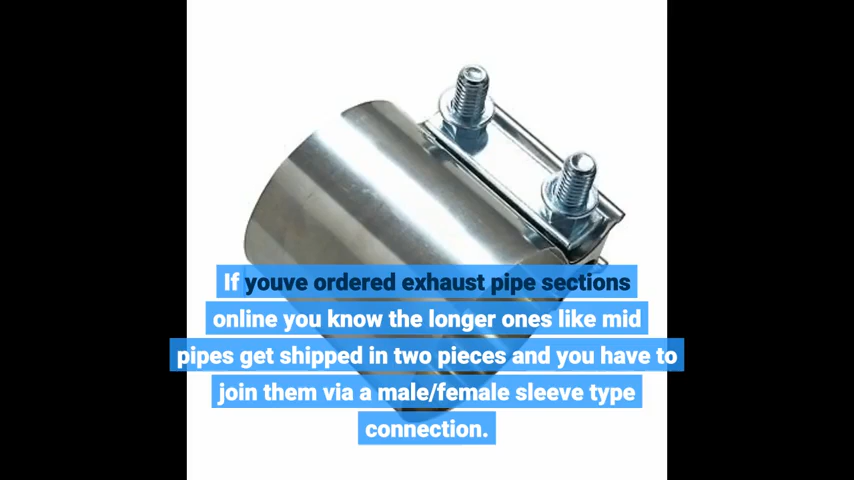 If youve ordered exhaust pipe sections
online you know the longer ones like mid
pipes get shipped in two pieces and you have to
join them via a male/female sleeve type
connection.